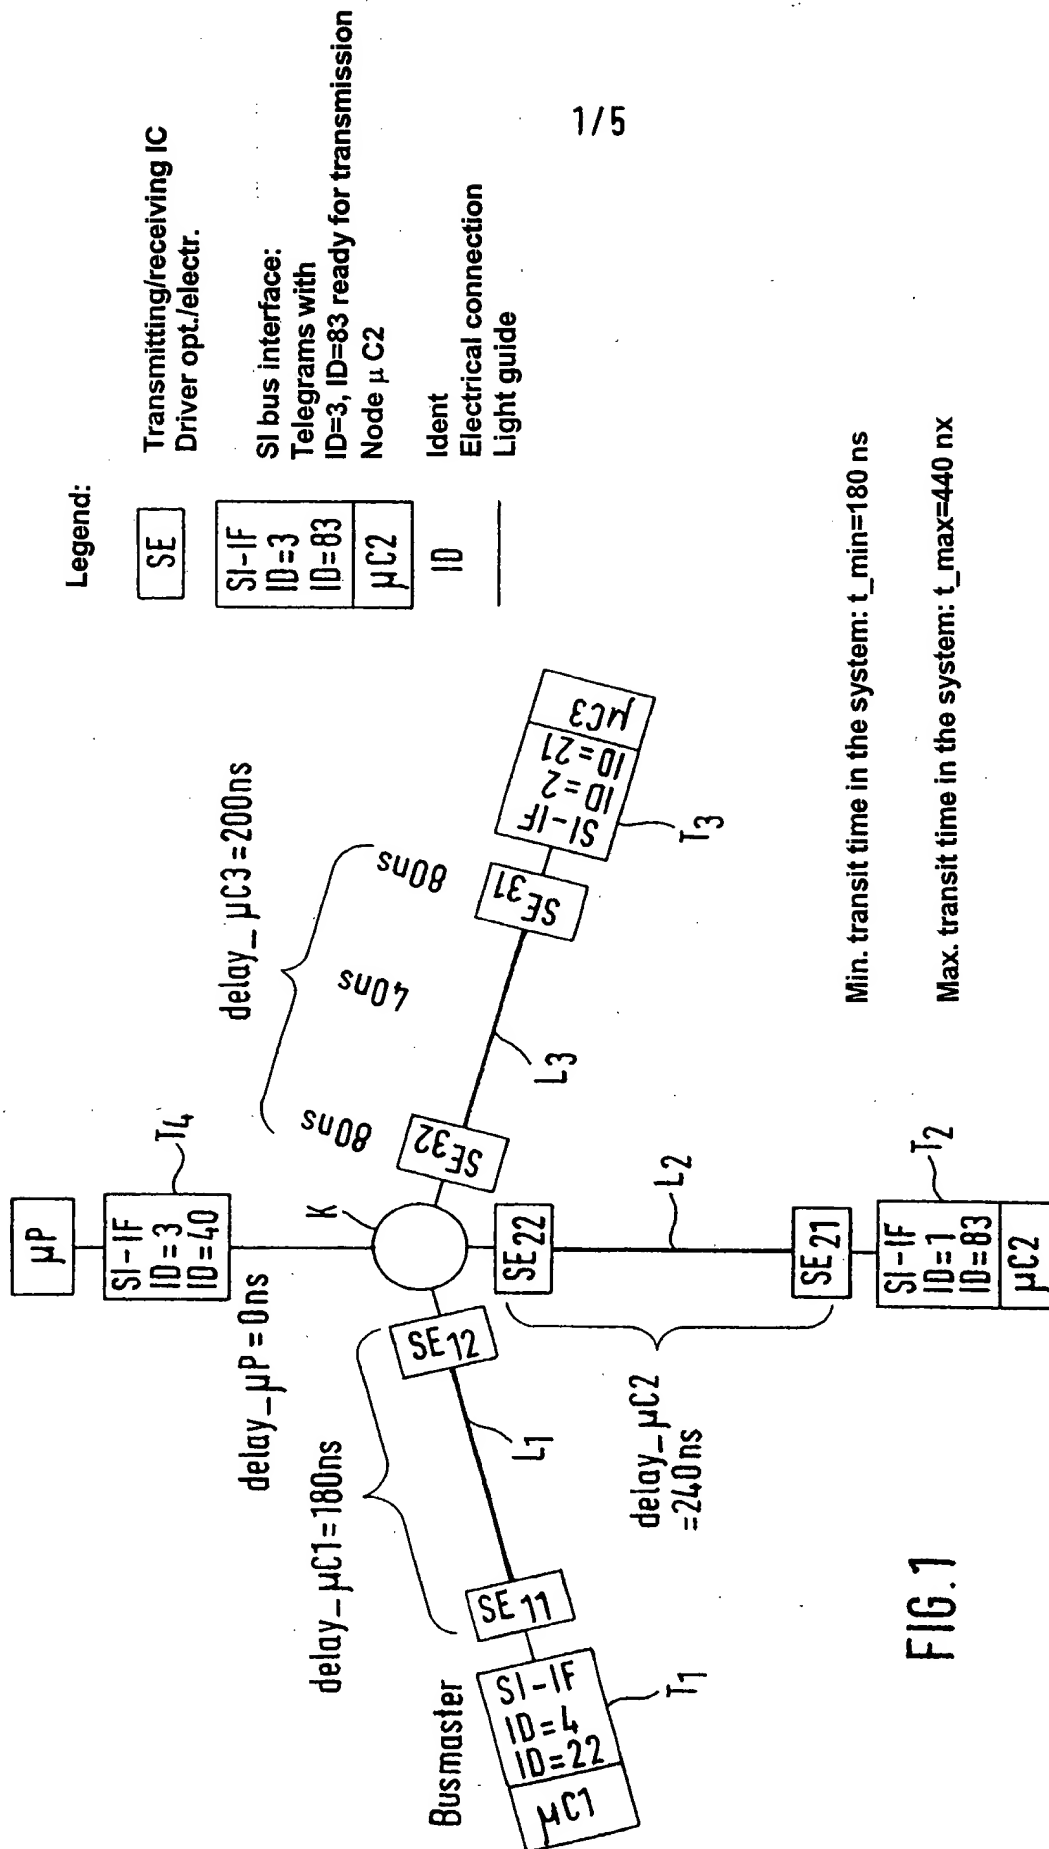 1/5
Legend:
SE
Transmitting/receiving IC
Driver opt./electr.
SI-IF
ID=3
ID=83
μC2
SI bus interface:
Telegrams with
ID=3, ID=83 ready for transmission
Node μ C2
ID
Ident
Electrical connection
Light guide
μP
SI-IF
ID=3
ID=40
T4
delay_μP=0ns
K
delay_μC1=180ns
SE12
L1
SE11
Busmaster
SI-IF
ID=4
ID=22
μC1
T1
delay_μC3=200ns
80ns
40ns
80ns
SE32
L3
SE31
SI-IF
ID=2
ID=21
μC3
T3
SE22
L2
SE21
delay_μC2
=240ns
SI-IF
ID=1
ID=83
μC2
T2
Min. transit time in the system: t_min=180 ns
Max. transit time in the system: t_max=440 nx
FIG.1